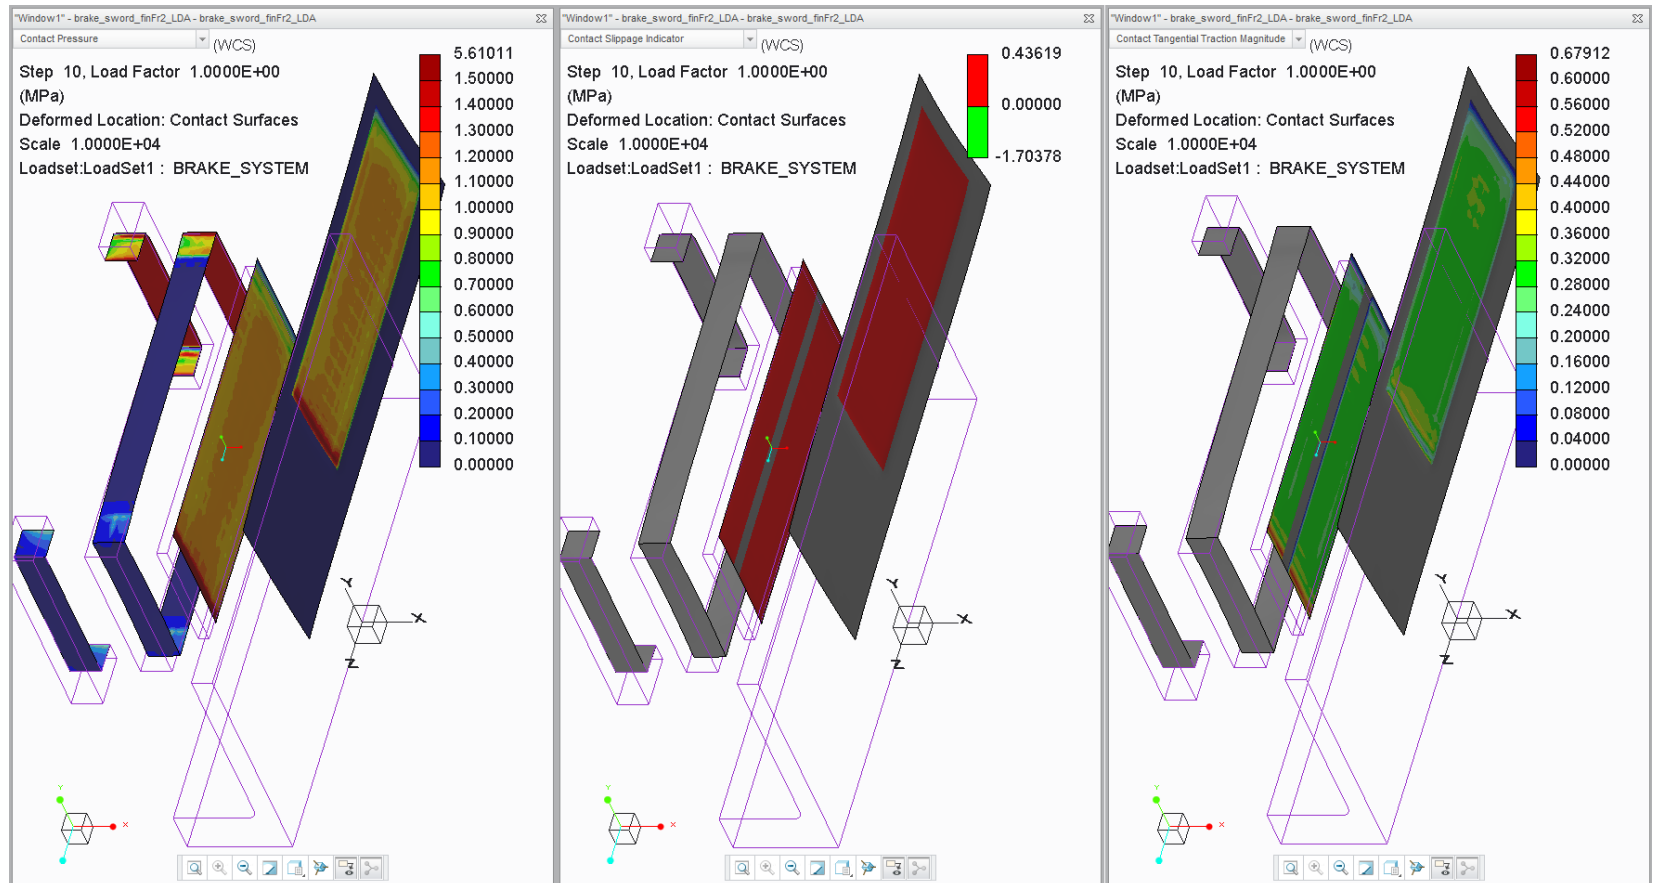 "Window1" - brake_sword_finFr2_LDA - brake_sword_finFr2_LDA
Contact Pressure
(WCS)
Step 10, Load Factor 1.0000E+00
(MPa)
Deformed Location: Contact Surfaces
Scale 1.0000E+04
Loadset:LoadSet1 : BRAKE_SYSTEM
5.61011
1.50000
1.40000
1.30000
1.20000
1.10000
1.00000
0.90000
0.80000
0.70000
0.60000
0.50000
0.40000
0.30000
0.20000
0.10000
0.00000
Y
X
Z
Y
X
"Window1" - brake_sword_finFr2_LDA - brake_sword_finFr2_LDA
Contact Slippage Indicator
(WCS)
Step 10, Load Factor 1.0000E+00
(MPa)
Deformed Location: Contact Surfaces
Scale 1.0000E+04
Loadset:LoadSet1 : BRAKE_SYSTEM
0.43619
0.00000
-1.70378
Y
X
Z
Y
X
"Window1" - brake_sword_finFr2_LDA - brake_sword_finFr2_LDA
Contact Tangential Traction Magnitude
(WCS)
Step 10, Load Factor 1.0000E+00
(MPa)
Deformed Location: Contact Surfaces
Scale 1.0000E+04
Loadset:LoadSet1 : BRAKE_SYSTEM
0.67912
0.60000
0.56000
0.52000
0.48000
0.44000
0.40000
0.36000
0.32000
0.28000
0.24000
0.20000
0.16000
0.12000
0.08000
0.04000
0.00000
Y
X
Z
Y
X